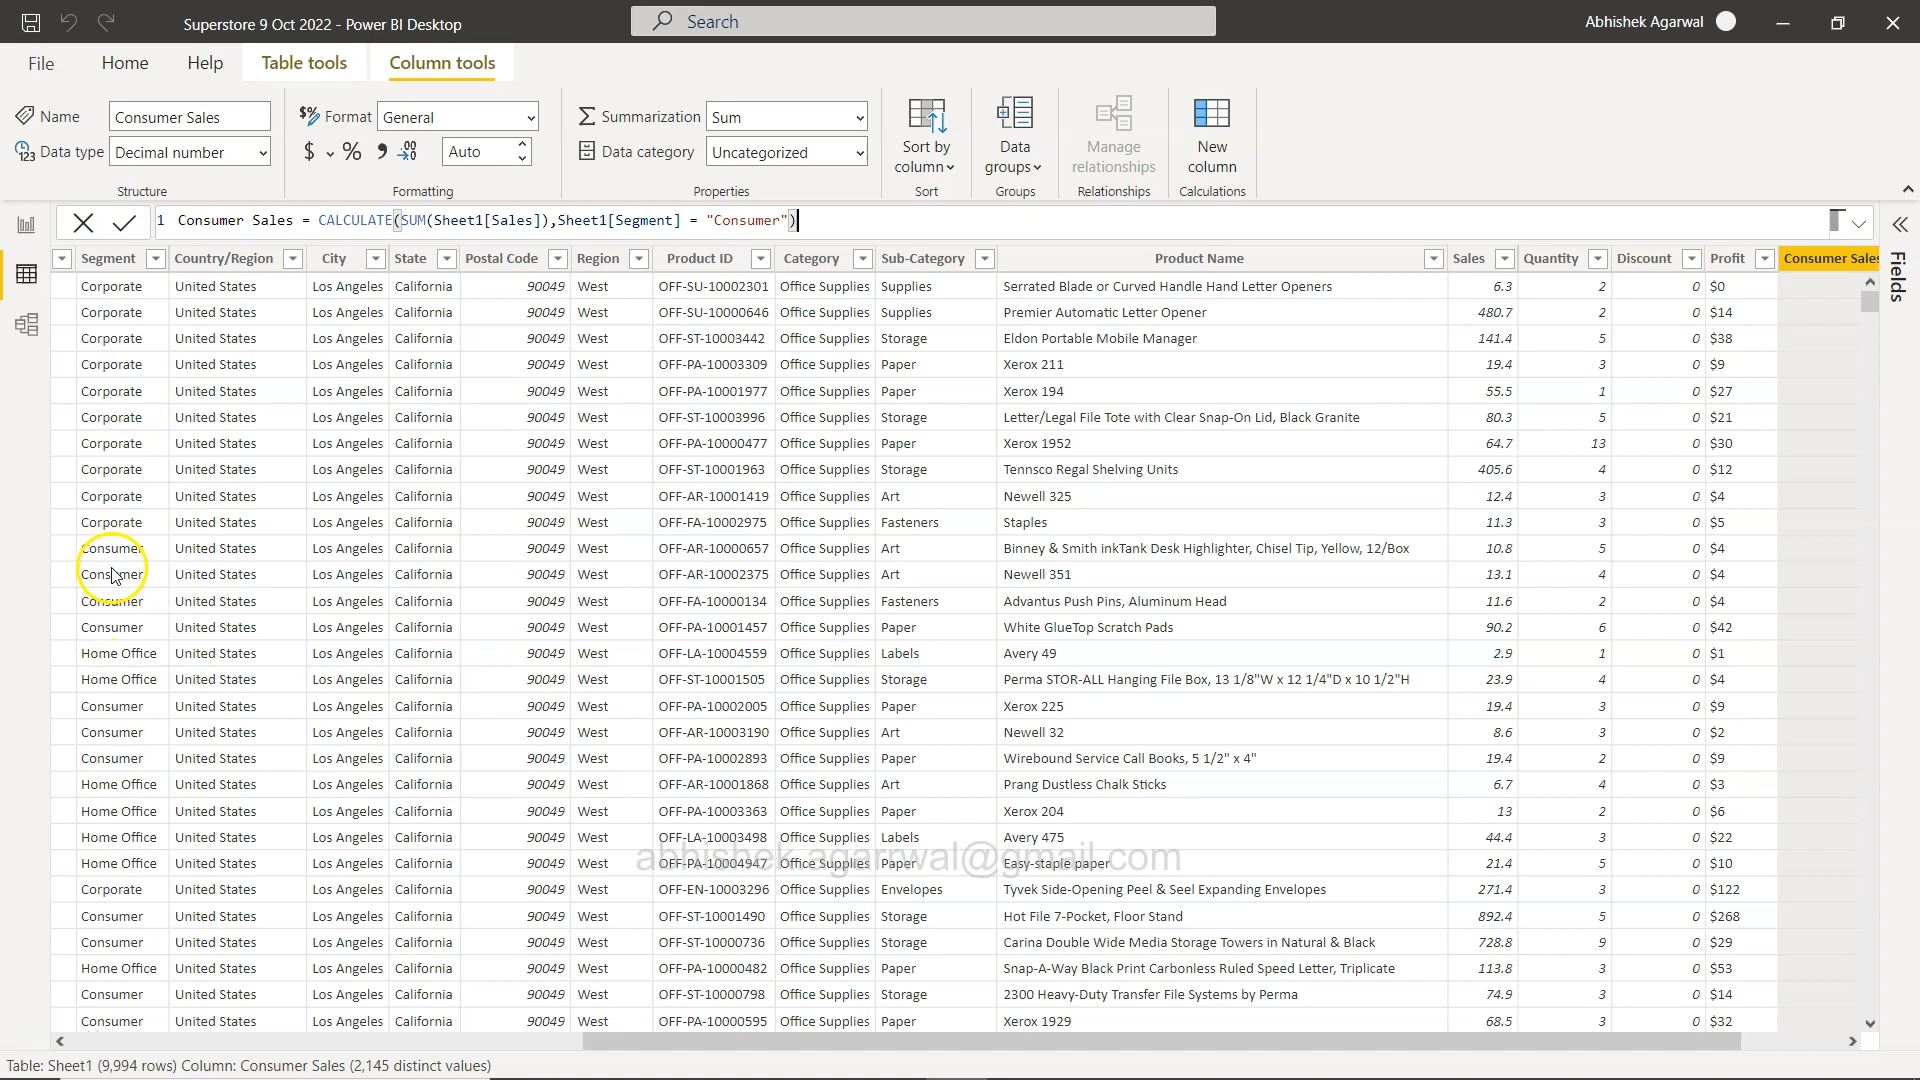 Superstore 9 Oct 2022 - Power BI Desktop
Search
Abhishek Agarwal
File Home Help Table tools Column tools
Name Consumer Sales
Data type Decimal number
Structure
$% Format General
$ % 9 .00 Auto
Formatting
Summarization Sum
Data category Uncategorized
Properties
Sort by column
Sort
Data groups
Groups
Manage relationships
Relationships
New column
Calculations
1 Consumer Sales = CALCULATE(SUM(Sheet1[Sales]),Sheet1[Segment] = "Consumer")
Fields
Segment Country/Region City State Postal Code Region Product ID Category Sub-Category Product Name Sales Quantity Discount Profit Consumer Sales
Corporate United States Los Angeles California 90049 West OFF-SU-10002301 Office Supplies Supplies Serrated Blade or Curved Handle Hand Letter Openers 6.3 2 0 $0
Corporate United States Los Angeles California 90049 West OFF-SU-10000646 Office Supplies Supplies Premier Automatic Letter Opener 480.7 2 0 $14
Corporate United States Los Angeles California 90049 West OFF-ST-10003442 Office Supplies Storage Eldon Portable Mobile Manager 141.4 5 0 $38
Corporate United States Los Angeles California 90049 West OFF-PA-10003309 Office Supplies Paper Xerox 211 19.4 3 0 $9
Corporate United States Los Angeles California 90049 West OFF-PA-10001977 Office Supplies Paper Xerox 194 55.5 1 0 $27
Corporate United States Los Angeles California 90049 West OFF-ST-10003996 Office Supplies Storage Letter/Legal File Tote with Clear Snap-On Lid, Black Granite 80.3 5 0 $21
Corporate United States Los Angeles California 90049 West OFF-PA-10000477 Office Supplies Paper Xerox 1952 64.7 13 0 $30
Corporate United States Los Angeles California 90049 West OFF-ST-10001963 Office Supplies Storage Tennsco Regal Shelving Units 405.6 4 0 $12
Corporate United States Los Angeles California 90049 West OFF-AR-10001419 Office Supplies Art Newell 325 12.4 3 0 $4
Corporate United States Los Angeles California 90049 West OFF-FA-10002975 Office Supplies Fasteners Staples 11.3 3 0 $5
Consumer United States Los Angeles California 90049 West OFF-AR-10000657 Office Supplies Art Binney & Smith inkTank Desk Highlighter, Chisel Tip, Yellow, 12/Box 10.8 5 0 $4
Consumer United States Los Angeles California 90049 West OFF-AR-10002375 Office Supplies Art Newell 351 13.1 4 0 $4
Consumer United States Los Angeles California 90049 West OFF-FA-10000134 Office Supplies Fasteners Advantus Push Pins, Aluminum Head 11.6 2 0 $4
Consumer United States Los Angeles California 90049 West OFF-PA-10001457 Office Supplies Paper White GlueTop Scratch Pads 90.2 6 0 $42
Home Office United States Los Angeles California 90049 West OFF-LA-10004559 Office Supplies Labels Avery 49 2.9 1 0 $1
Home Office United States Los Angeles California 90049 West OFF-ST-10001505 Office Supplies Storage Perma STOR-ALL Hanging File Box, 13 1/8"W x 12 1/4"D x 10 1/2"H 23.9 4 0 $4
Consumer United States Los Angeles California 90049 West OFF-PA-10002005 Office Supplies Paper Xerox 225 19.4 3 0 $9
Consumer United States Los Angeles California 90049 West OFF-AR-10003190 Office Supplies Art Newell 32 8.6 3 0 $2
Consumer United States Los Angeles California 90049 West OFF-PA-10002893 Office Supplies Paper Wirebound Service Call Books, 5 1/2" x 4" 19.4 2 0 $9
Home Office United States Los Angeles California 90049 West OFF-AR-10001868 Office Supplies Art Prang Dustless Chalk Sticks 6.7 4 0 $3
Home Office United States Los Angeles California 90049 West OFF-PA-10003363 Office Supplies Paper Xerox 204 13 2 0 $6
Home Office United States Los Angeles California 90049 West OFF-LA-10003498 Office Supplies Labels Avery 475 44.4 3 0 $22
Home Office United States Los Angeles California 90049 West OFF-PA-10004947 Office Supplies Paper Easy-staple paper 21.4 5 0 $10
abhishek.agarrwal@gmail.com
Corporate United States Los Angeles California 90049 West OFF-EN-10003296 Office Supplies Envelopes Tyvek Side-Opening Peel & Seel Expanding Envelopes 271.4 3 0 $122
Consumer United States Los Angeles California 90049 West OFF-ST-10001490 Office Supplies Storage Hot File 7-Pocket, Floor Stand 892.4 5 0 $268
Consumer United States Los Angeles California 90049 West OFF-ST-10000736 Office Supplies Storage Carina Double Wide Media Storage Towers in Natural & Black 728.8 9 0 $29
Home Office United States Los Angeles California 90049 West OFF-PA-10000482 Office Supplies Paper Snap-A-Way Black Print Carbonless Ruled Speed Letter, Triplicate 113.8 3 0 $53
Consumer United States Los Angeles California 90049 West OFF-ST-10000798 Office Supplies Storage 2300 Heavy-Duty Transfer File Systems by Perma 74.9 3 0 $14
Consumer United States Los Angeles California 90049 West OFF-PA-10000595 Office Supplies Paper Xerox 1929 68.5 3 0 $32
Table: Sheet1 (9,994 rows) Column: Consumer Sales (2,145 distinct values)